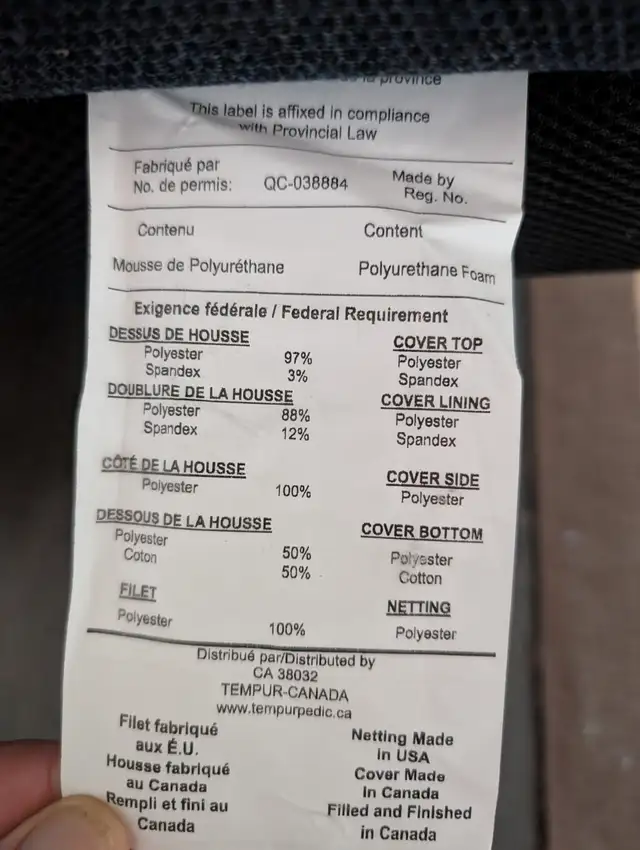 la province
This label is affixed in compliance
with Provincial Law
Fabriqué par Made by
No. de permis: QC-038884 Reg. No.
Contenu Content
Mousse de Polyuréthane Polyurethane Foam
Exigence fédérale / Federal Requirement
DESSUS DE HOUSSE COVER TOP
Polyester 97% Polyester
Spandex 3% Spandex
DOUBLURE DE LA HOUSSE COVER LINING
Polyester 88% Polyester
Spandex 12% Spandex
CÔTÉ DE LA HOUSSE COVER SIDE
Polyester 100% Polyester
DESSOUS DE LA HOUSSE COVER BOTTOM
Polyester 50% Polyester
Coton 50% Cotton
FILET NETTING
Polyester 100% Polyester
Distribué par/Distributed by
CA 38032
TEMPUR-CANADA
www.tempurpedic.ca
Filet fabriqué Netting Made
aux É.U. in USA
Housse fabriqué Cover Made
au Canada in Canada
Rempli et fini au Filled and Finished
Canada in Canada